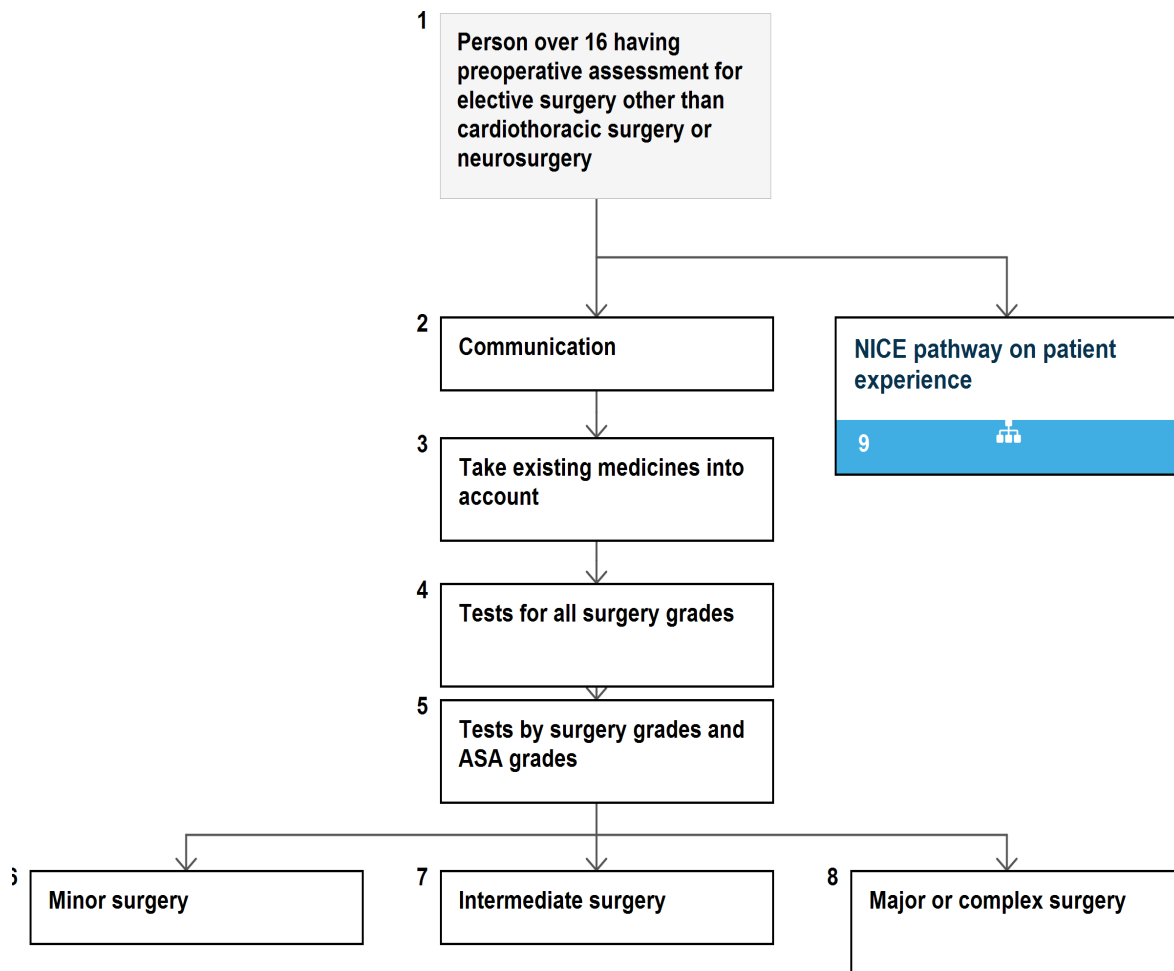 1
Person over 16 having
preoperative assessment for
elective surgery other than
cardiothoracic surgery or
neurosurgery
2
Communication
NICE pathway on patient
experience
9
3
Take existing medicines into
account
4
Tests for all surgery grades
5
Tests by surgery grades and
ASA grades
6
Minor surgery
7
Intermediate surgery
8
Major or complex surgery